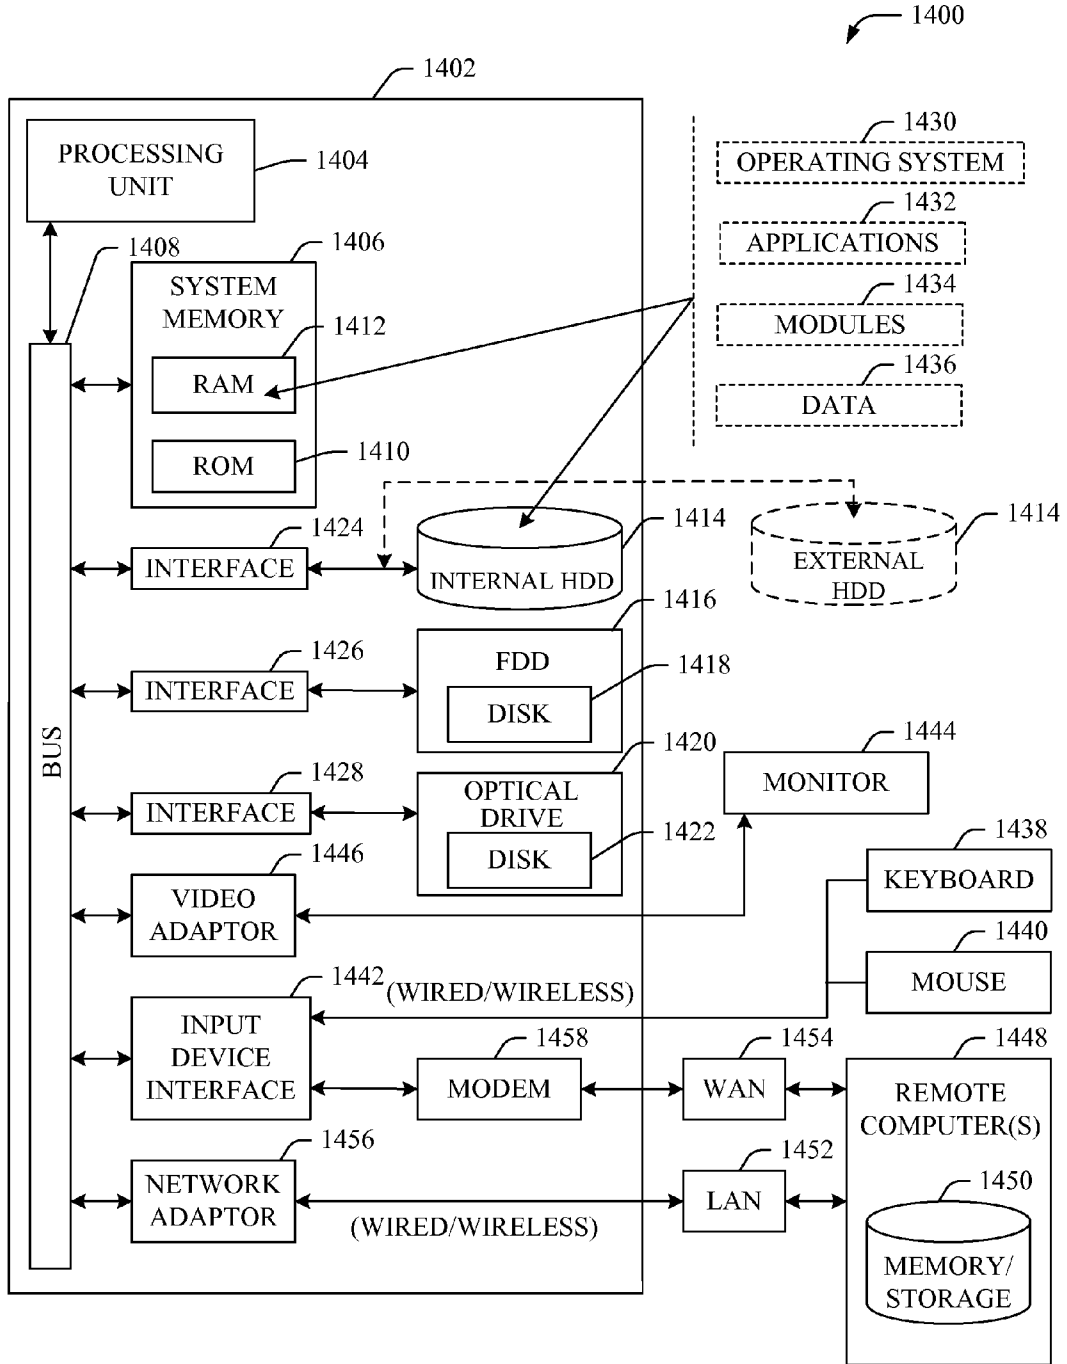 1400
1402
PROCESSING
UNIT
1404
1430
OPERATING SYSTEM
1432
APPLICATIONS
1434
MODULES
1436
DATA
1408
1406
SYSTEM
MEMORY
1412
RAM
ROM
1410
1424
INTERFACE
INTERNAL HDD
1414
EXTERNAL
HDD
1414
1426
INTERFACE
1416
FDD
1418
DISK
BUS
1428
INTERFACE
1420
OPTICAL
DRIVE
1422
DISK
1444
MONITOR
1446
VIDEO
ADAPTOR
1438
KEYBOARD
1440
MOUSE
1442
(WIRED/WIRELESS)
INPUT
DEVICE
INTERFACE
1458
MODEM
1454
WAN
1448
REMOTE
COMPUTER(S)
1456
NETWORK
ADAPTOR
(WIRED/WIRELESS)
1452
LAN
1450
MEMORY/
STORAGE